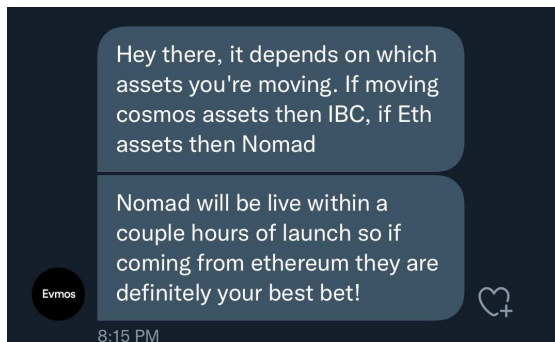 Hey there, it depends on which
assets you're moving. If moving
cosmos assets then IBC, if Eth
assets then Nomad
Nomad will be live within a
couple hours of launch so if
coming from ethereum they are
definitely your best bet!
Evmos
8:15 PM